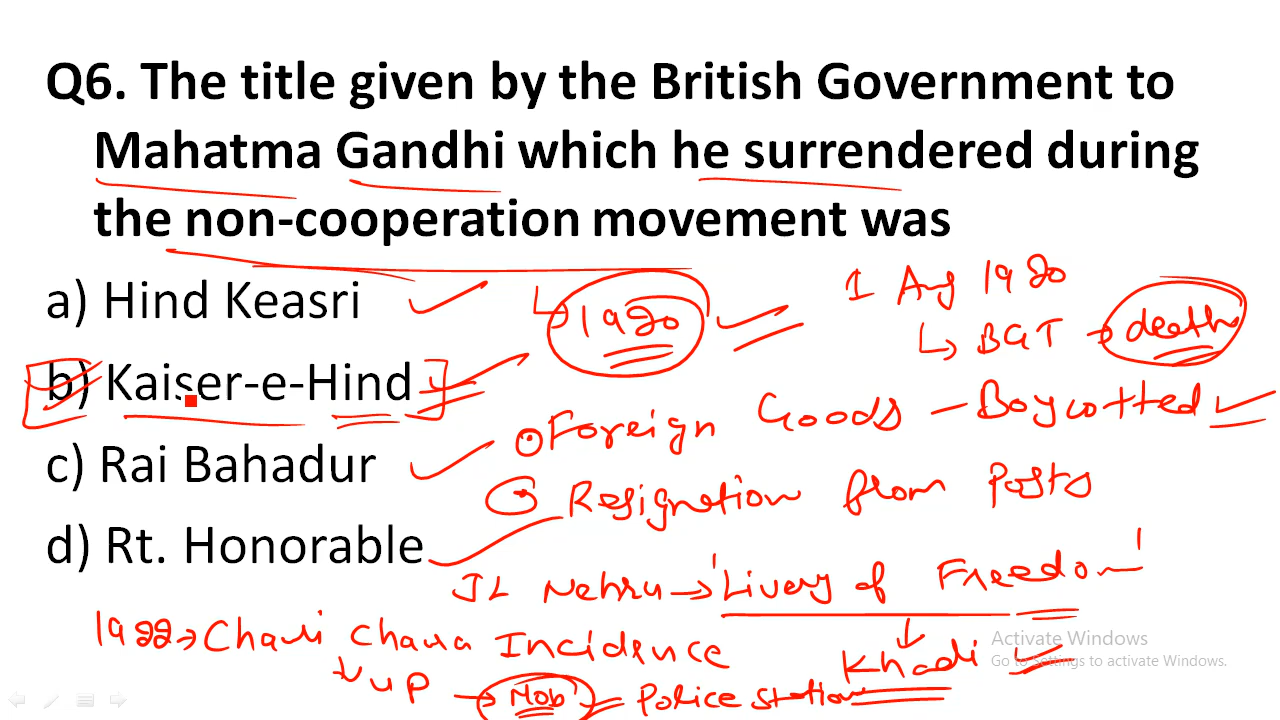 Q6. The title given by the British Government to
Mahatma Gandhi which he surrendered during
the non-cooperation movement was
a) Hind Keasri
1920
1 Aug 1920
BGT → death
b) Kaiser-e-Hind
Foreign Goods – Boycotted
c) Rai Bahadur
Resignation from Posts
d) Rt. Honorable
JL Nehru → 'Livery of Freedom'
1922 → Chauri Chaura Incidence
Khadi
UP → Mob Police station
Activate Windows
Go to Settings to activate Windows.